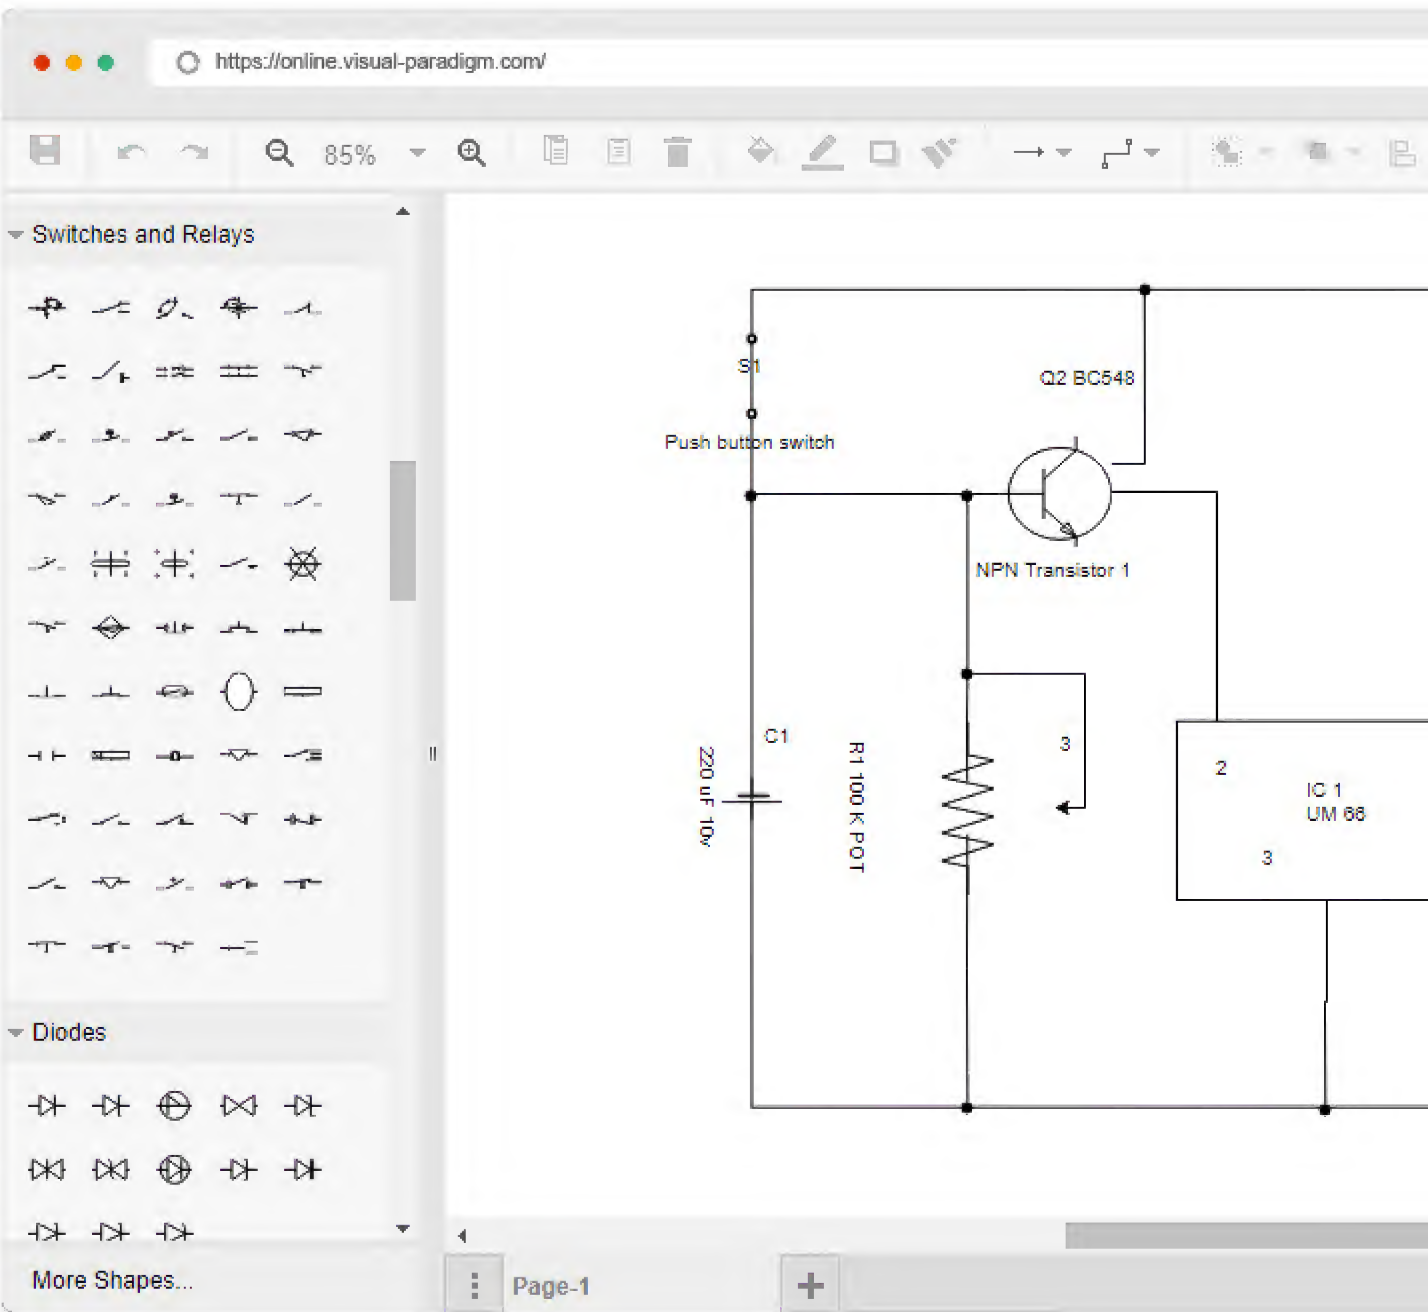 https://online.visual-paradigm.com/
85%
Switches and Relays
S1
Q2 BC548
Push button switch
NPN Transistor 1
C1
220 uF 10v
R1 100 K POT
3
2
IC 1
UM 66
3
Diodes
More Shapes...
Page-1